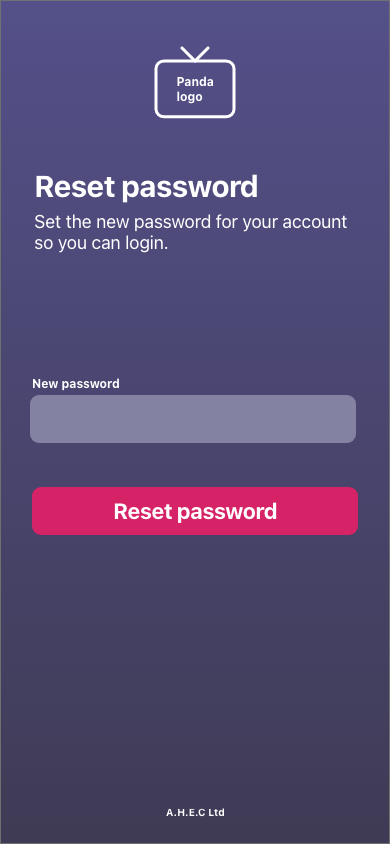 Panda
logo
Reset password
Set the new password for your account
so you can login.
New password
Reset password
A.H.E.C Ltd